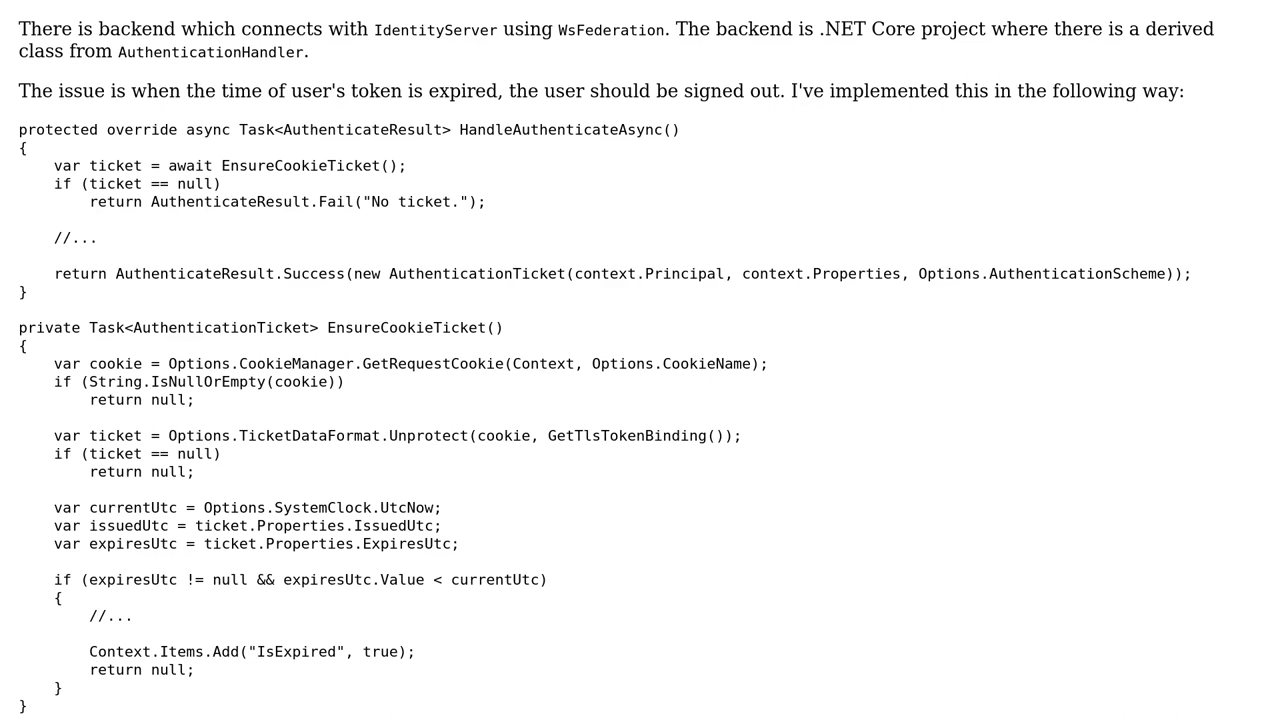 There is backend which connects with IdentityServer using WsFederation. The backend is .NET Core project where there is a derived
class from AuthenticationHandler.
The issue is when the time of user's token is expired, the user should be signed out. I've implemented this in the following way:
protected override async Task<AuthenticateResult> HandleAuthenticateAsync()
{
    var ticket = await EnsureCookieTicket();
    if (ticket == null)
        return AuthenticateResult.Fail("No ticket.");
    //...
    return AuthenticateResult.Success(new AuthenticationTicket(context.Principal, context.Properties, Options.AuthenticationScheme));
}
private Task<AuthenticationTicket> EnsureCookieTicket()
{
    var cookie = Options.CookieManager.GetRequestCookie(Context, Options.CookieName);
    if (String.IsNullOrEmpty(cookie))
        return null;
    var ticket = Options.TicketDataFormat.Unprotect(cookie, GetTlsTokenBinding());
    if (ticket == null)
        return null;
    var currentUtc = Options.SystemClock.UtcNow;
    var issuedUtc = ticket.Properties.IssuedUtc;
    var expiresUtc = ticket.Properties.ExpiresUtc;
    if (expiresUtc != null && expiresUtc.Value < currentUtc)
    {
        //...
        Context.Items.Add("IsExpired", true);
        return null;
    }
}